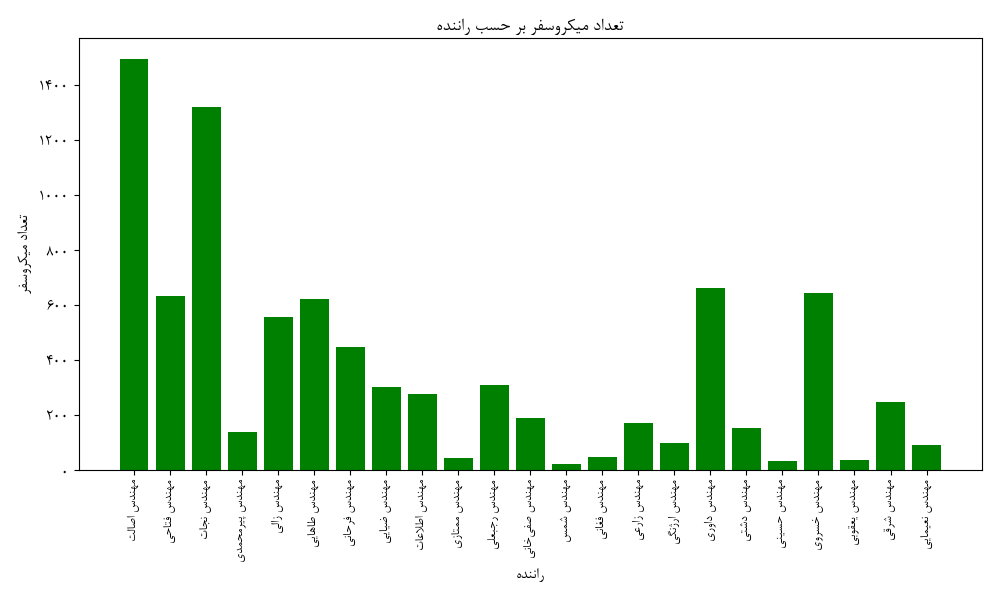 تعداد میکروسفر بر حسب راننده
تعداد میکروسفر
۱۴۰۰
۱۲۰۰
۱۰۰۰
۸۰۰
۶۰۰
۴۰۰
۲۰۰
۰
مهندس اصالت
مهندس فتاحی
مهندس نجات
مهندس پیرمحمدی
مهندس زالی
مهندس طاهایی
مهندس فرحانی
مهندس ضیایی
مهندس اطلاعات
مهندس ممتازی
مهندس رجبعلی
مهندس صفی‌خانی
مهندس شمس
مهندس فغانی
مهندس زارعی
مهندس ارژنگی
مهندس داوری
مهندس دشتی
مهندس حسینی
مهندس خسروی
مهندس یعقوبی
مهندس شرقی
مهندس نعیمایی
راننده